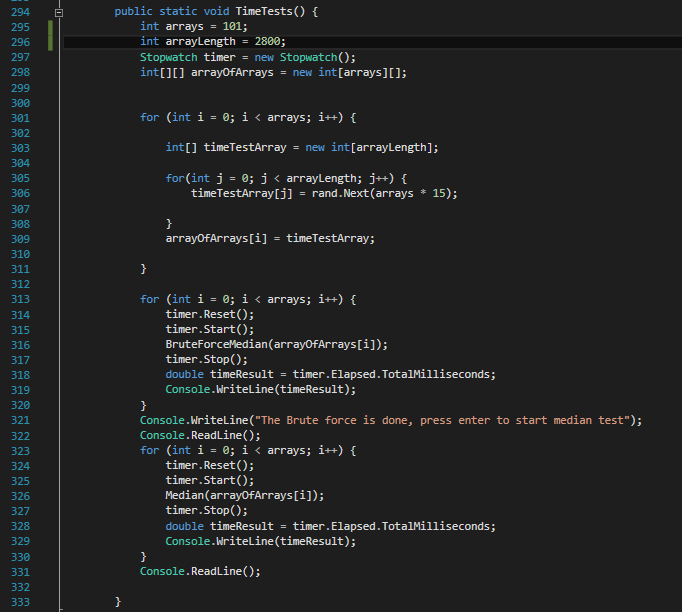 294 public static void TimeTests() {
295 int arrays = 101;
296 int arrayLength = 2800;
297 Stopwatch timer = new Stopwatch();
298 int[][] arrayOfArrays = new int[arrays][];
299
300
301 for (int i = 0; i < arrays; i++) {
302
303 int[] timeTestArray = new int[arrayLength];
304
305 for(int j = 0; j < arrayLength; j++) {
306 timeTestArray[j] = rand.Next(arrays * 15);
307
308 }
309 arrayOfArrays[i] = timeTestArray;
310
311 }
312
313 for (int i = 0; i < arrays; i++) {
314 timer.Reset();
315 timer.Start();
316 BruteForceMedian(arrayOfArrays[i]);
317 timer.Stop();
318 double timeResult = timer.Elapsed.TotalMilliseconds;
319 Console.WriteLine(timeResult);
320 }
321 Console.WriteLine("The Brute force is done, press enter to start median test");
322 Console.ReadLine();
323 for (int i = 0; i < arrays; i++) {
324 timer.Reset();
325 timer.Start();
326 Median(arrayOfArrays[i]);
327 timer.Stop();
328 double timeResult = timer.Elapsed.TotalMilliseconds;
329 Console.WriteLine(timeResult);
330 }
331 Console.ReadLine();
332
333 }